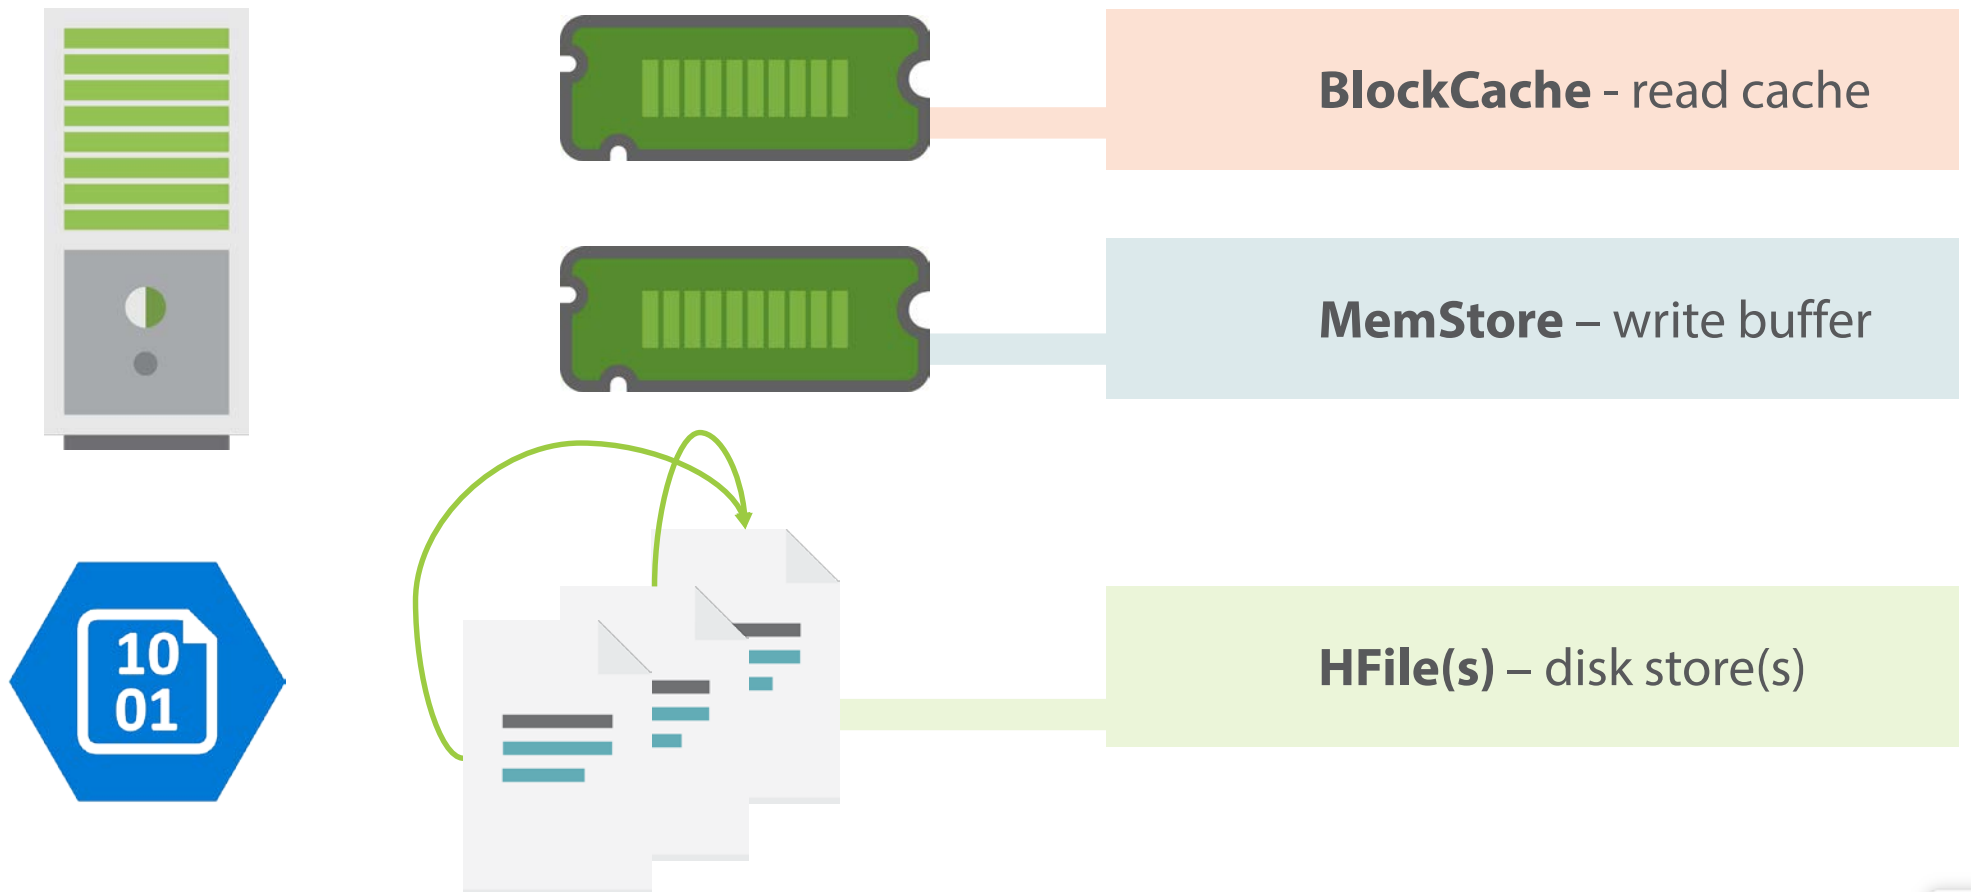 BlockCache - read cache
MemStore – write buffer
10
01
HFile(s) – disk store(s)